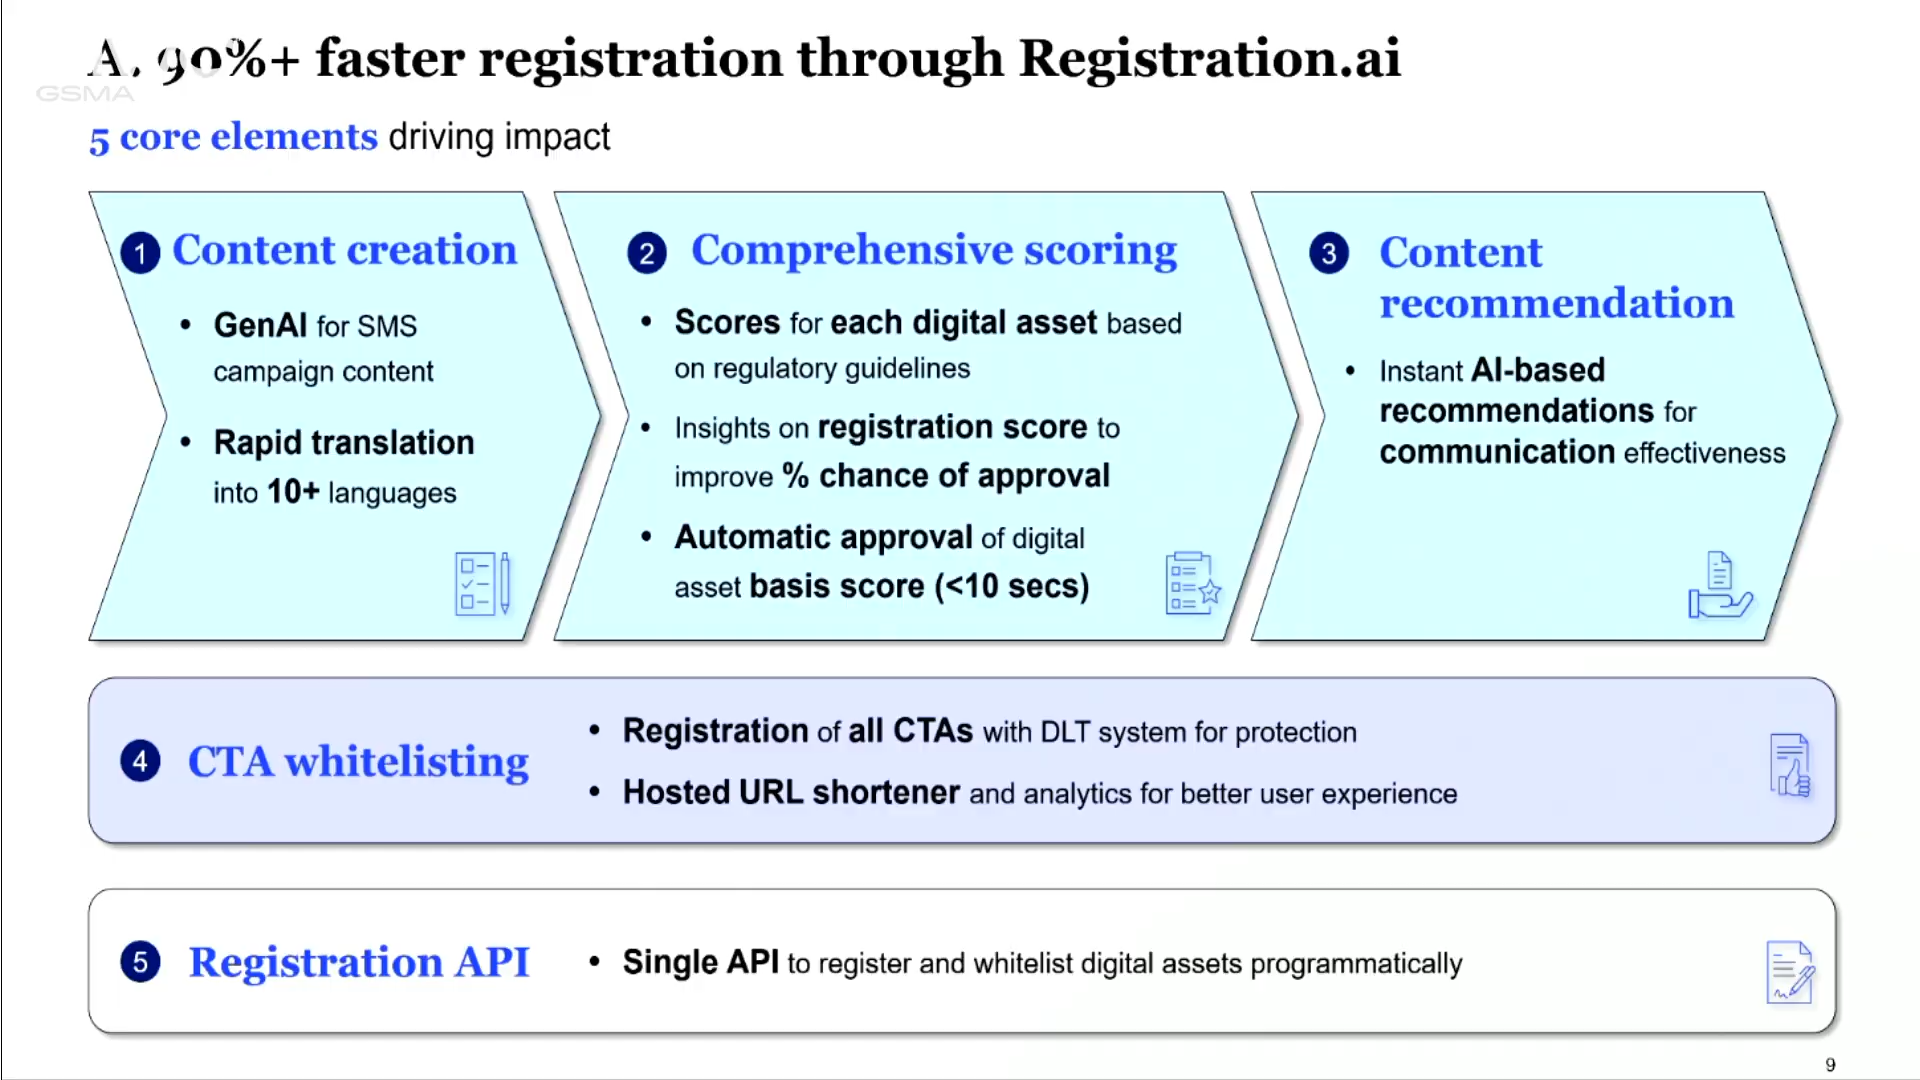 A. 90%+ faster registration through Registration.ai
GSMA
5 core elements driving impact
1 Content creation
• GenAI for SMS
campaign content
• Rapid translation
into 10+ languages
2 Comprehensive scoring
• Scores for each digital asset based
on regulatory guidelines
• Insights on registration score to
improve % chance of approval
• Automatic approval of digital
asset basis score (<10 secs)
3 Content
recommendation
• Instant AI-based
recommendations for
communication effectiveness
4 CTA whitelisting
• Registration of all CTAs with DLT system for protection
• Hosted URL shortener and analytics for better user experience
5 Registration API
• Single API to register and whitelist digital assets programmatically
9